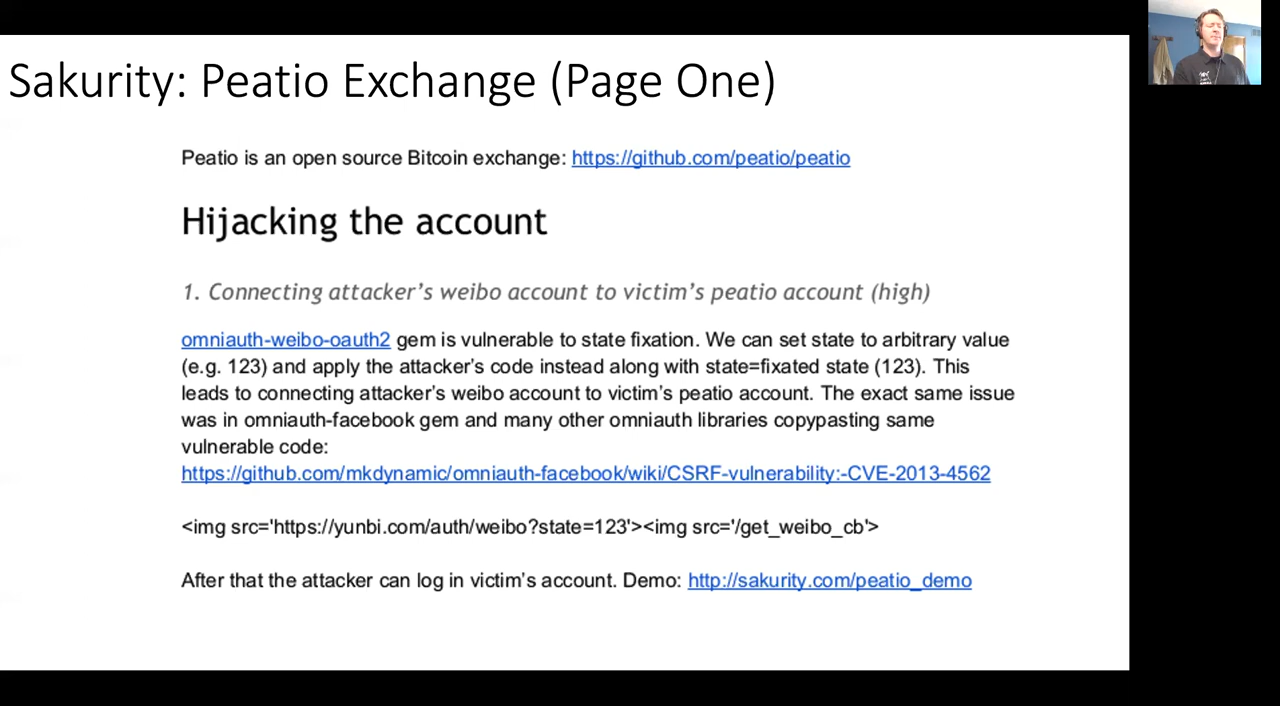 Sakurity: Peatio Exchange (Page One)
Peatio is an open source Bitcoin exchange: https://github.com/peatio/peatio
Hijacking the account
1. Connecting attacker's weibo account to victim's peatio account (high)
omniauth-weibo-oauth2 gem is vulnerable to state fixation. We can set state to arbitrary value
(e.g. 123) and apply the attacker's code instead along with state=fixated state (123). This
leads to connecting attacker's weibo account to victim's peatio account. The exact same issue
was in omniauth-facebook gem and many other omniauth libraries copypasting same
vulnerable code:
https://github.com/mkdynamic/omniauth-facebook/wiki/CSRF-vulnerability:-CVE-2013-4562
<img src='https://yunbi.com/auth/weibo?state=123'><img src='/get_weibo_cb'>
After that the attacker can log in victim's account. Demo: http://sakurity.com/peatio_demo